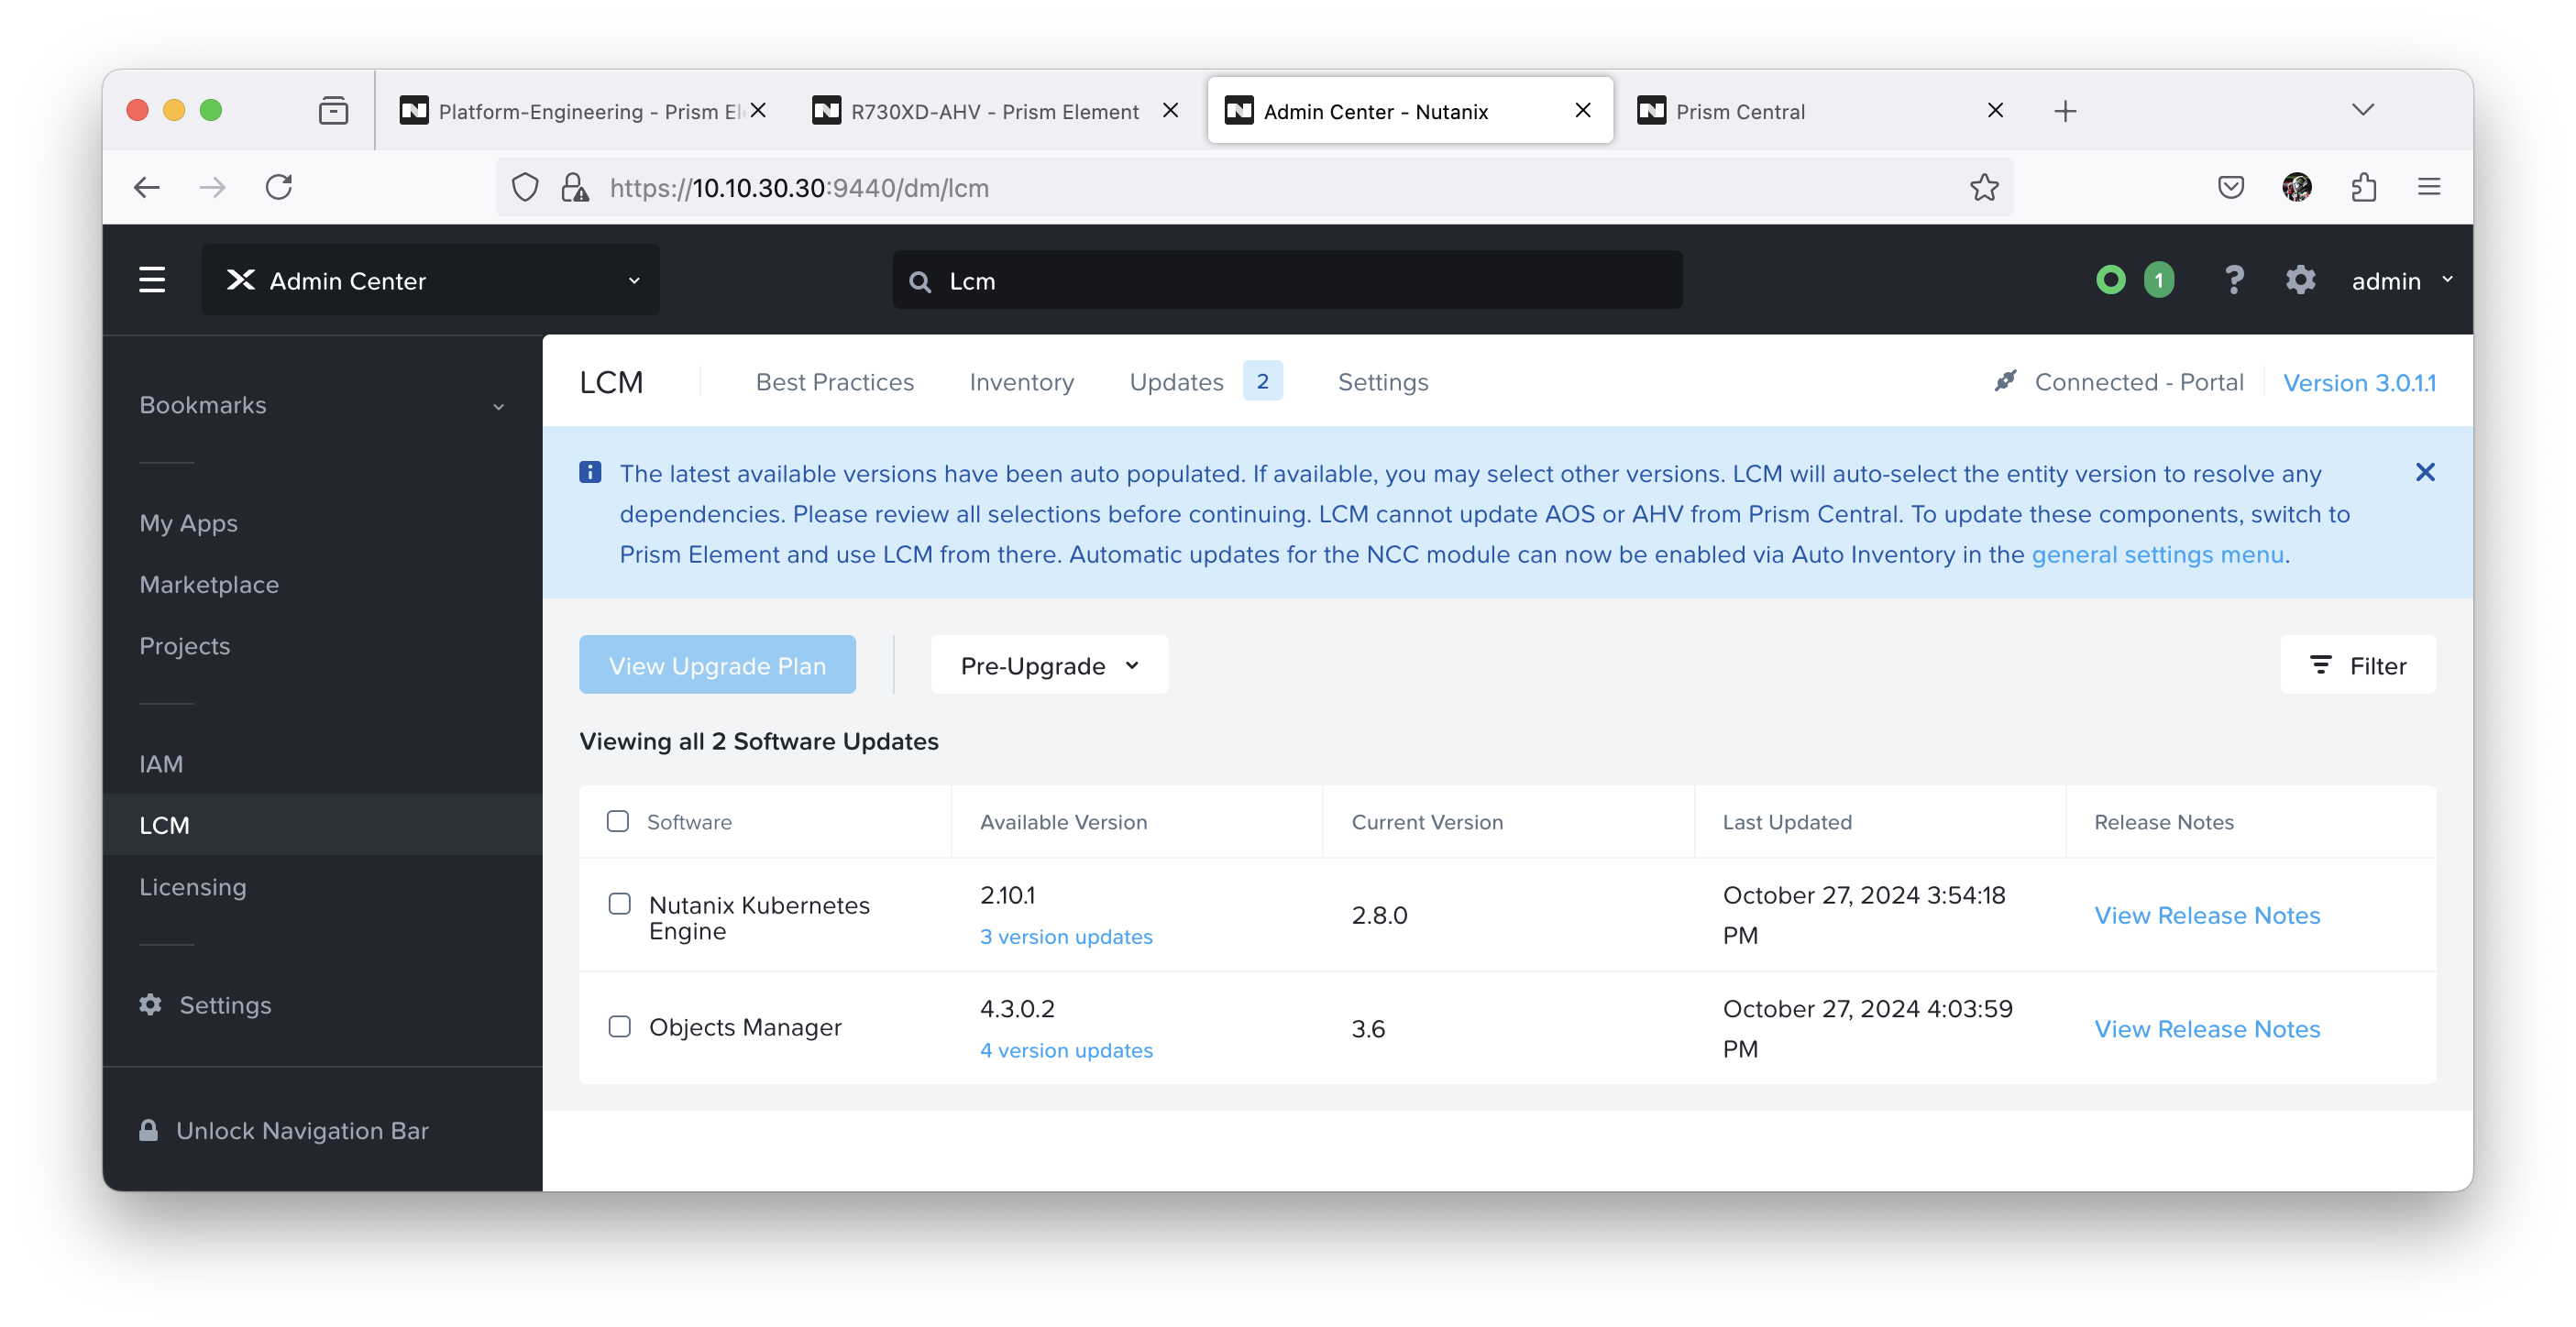 Platform-Engineering - Prism El
R730XD-AHV - Prism Element
Admin Center - Nutanix
Prism Central
https://10.10.30.30:9440/dm/lcm
Admin Center
Lcm
1
?
admin
Bookmarks
My Apps
Marketplace
Projects
IAM
LCM
Licensing
Settings
Unlock Navigation Bar
LCM
Best Practices
Inventory
Updates 2
Settings
Connected - Portal
Version 3.0.1.1
The latest available versions have been auto populated. If available, you may select other versions. LCM will auto-select the entity version to resolve any
dependencies. Please review all selections before continuing. LCM cannot update AOS or AHV from Prism Central. To update these components, switch to
Prism Element and use LCM from there. Automatic updates for the NCC module can now be enabled via Auto Inventory in the general settings menu.
View Upgrade Plan
Pre-Upgrade
Filter
Viewing all 2 Software Updates
Software
Available Version
Current Version
Last Updated
Release Notes
Nutanix Kubernetes
Engine
2.10.1
3 version updates
2.8.0
October 27, 2024 3:54:18
PM
View Release Notes
Objects Manager
4.3.0.2
4 version updates
3.6
October 27, 2024 4:03:59
PM
View Release Notes